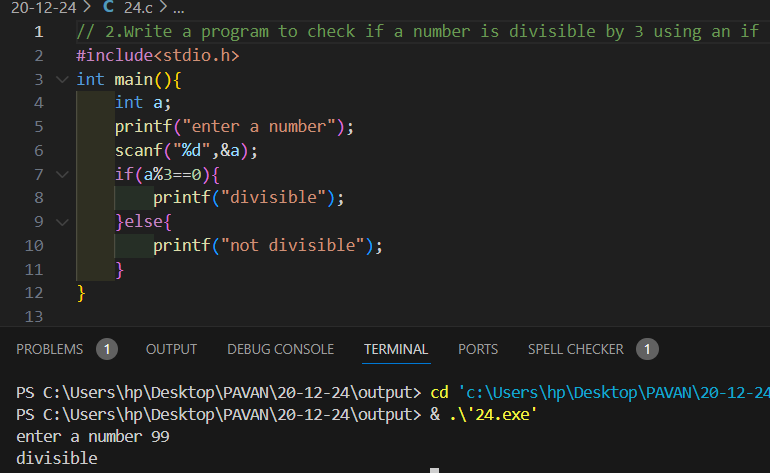 20-12-24 > C 24.c > ...
1 // 2.Write a program to check if a number is divisible by 3 using an if
2 #include<stdio.h>
3 int main(){
4 int a;
5 printf("enter a number");
6 scanf("%d",&a);
7 if(a%3==0){
8 printf("divisible");
9 }else{
10 printf("not divisible");
11 }
12 }
13
PROBLEMS 1 OUTPUT DEBUG CONSOLE TERMINAL PORTS SPELL CHECKER 1
PS C:\Users\hp\Desktop\PAVAN\20-12-24\output> cd 'c:\Users\hp\Desktop\PAVAN\20-12-24
PS C:\Users\hp\Desktop\PAVAN\20-12-24\output> & .\'24.exe'
enter a number 99
divisible